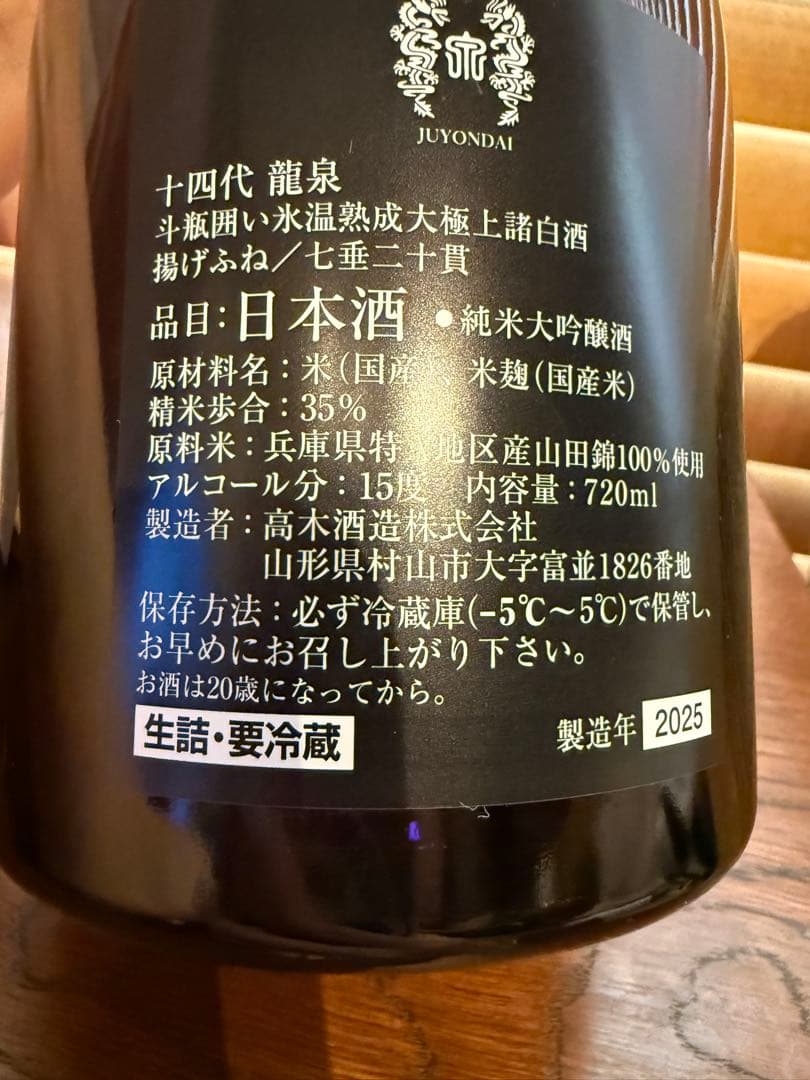 JUYONDAI
十四代 龍泉
斗瓶囲い氷温熟成大極上諸白酒
揚げふね／七垂二十貫
品目：日本酒 ●純米大吟醸酒
原材料名：米（国産 、米麹（国産米）
精米歩合：35％
原料米：兵庫県特 地区産山田錦100％使用
アルコール分：15度 内容量：720ml
製造者：高木酒造株式会社
山形県村山市大字富並1826番地
保存方法：必ず冷蔵庫(−5℃〜5℃)で保管し、
お早めにお召し上がり下さい。
お酒は20歳になってから。
生詰・要冷蔵
製造年 2025